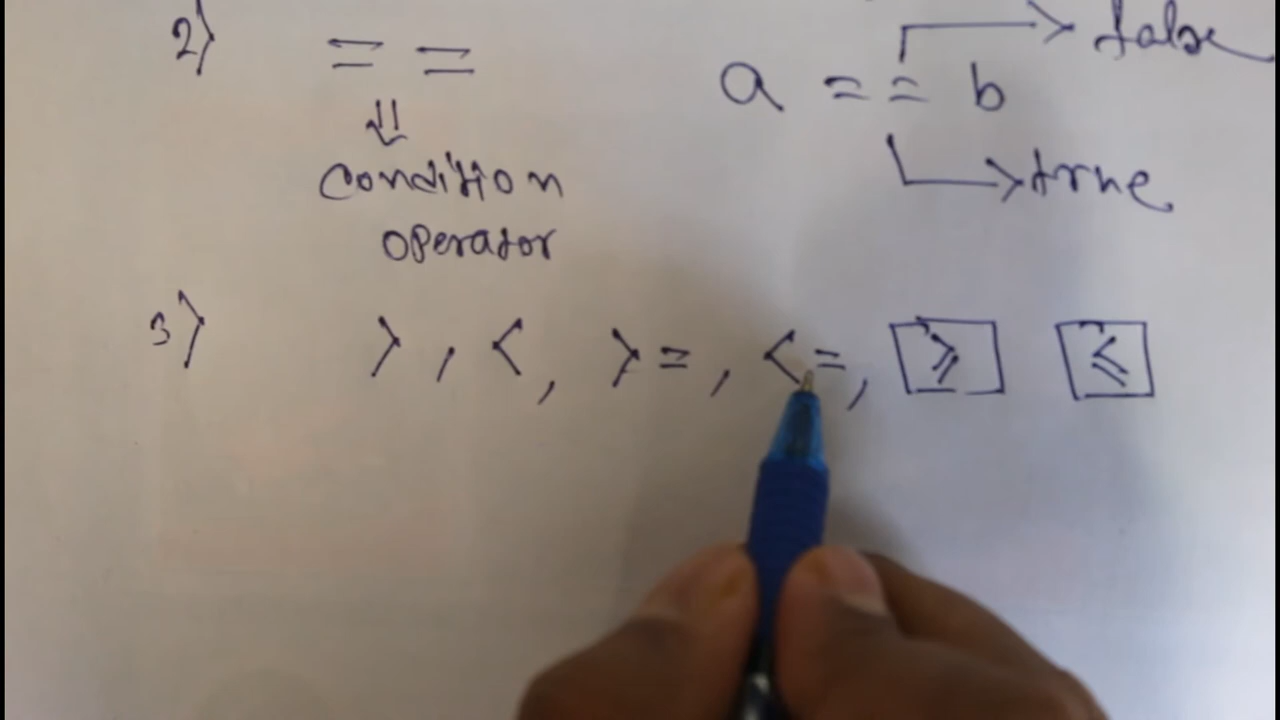 false
2) == a == b
true
condition
operator
3) >, <, >=, <=, ⩾ ⩽